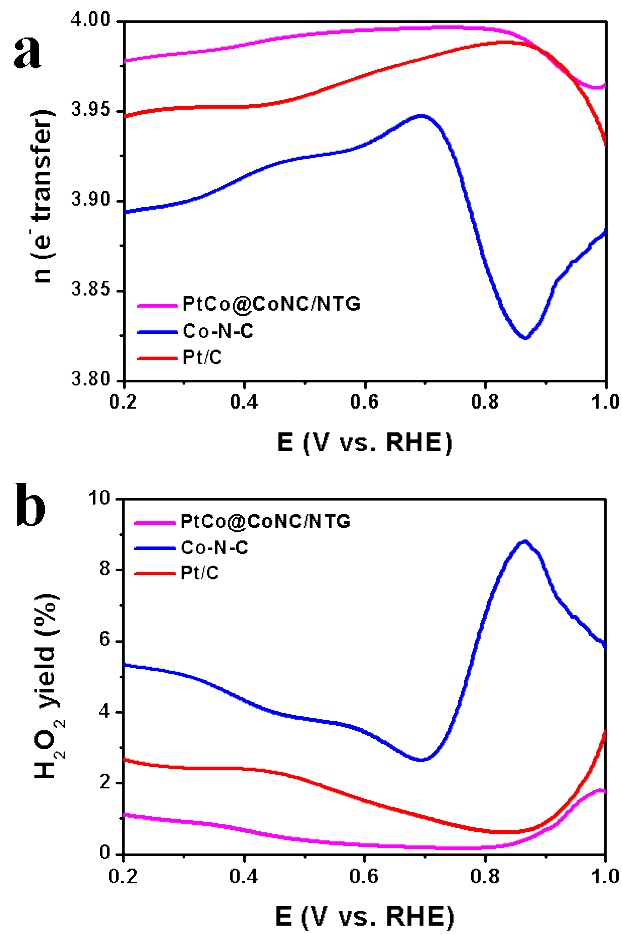 a
n (e⁻ transfer)
4.00
3.95
3.90
3.85
3.80
PtCo@CoNC/NTG
Co-N-C
Pt/C
0.2 0.4 0.6 0.8 1.0
E (V vs. RHE)
b
H₂O₂ yield (%)
10
8
6
4
2
0
PtCo@CoNC/NTG
Co-N-C
Pt/C
0.2 0.4 0.6 0.8 1.0
E (V vs. RHE)